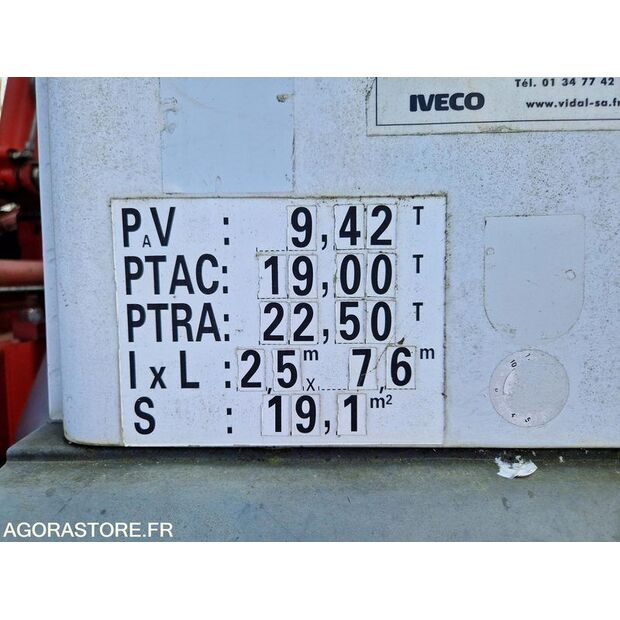 Tél. 01 34 77 42
IVECO
www.vidal-sa.fr
PAV : 9,42 T
PTAC: 19,00 T
PTRA: 22,50 T
l x L : 2,5 m x 7,6 m
S : 19,1 m²
AGORASTORE.FR